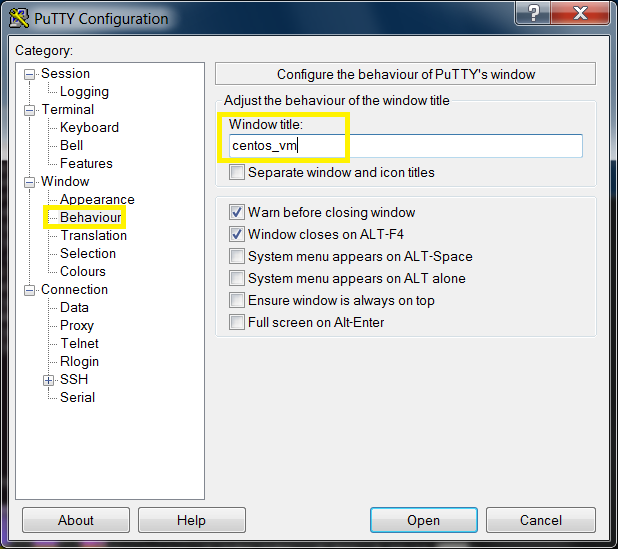 PuTTY Configuration
?
Category:
Session
Logging
Terminal
Keyboard
Bell
Features
Window
Appearance
Behaviour
Translation
Selection
Colours
Connection
Data
Proxy
Telnet
Rlogin
SSH
Serial
Configure the behaviour of PuTTY's window
Adjust the behaviour of the window title
Window title:
centos_vm
Separate window and icon titles
Warn before closing window
Window closes on ALT-F4
System menu appears on ALT-Space
System menu appears on ALT alone
Ensure window is always on top
Full screen on Alt-Enter
About
Help
Open
Cancel